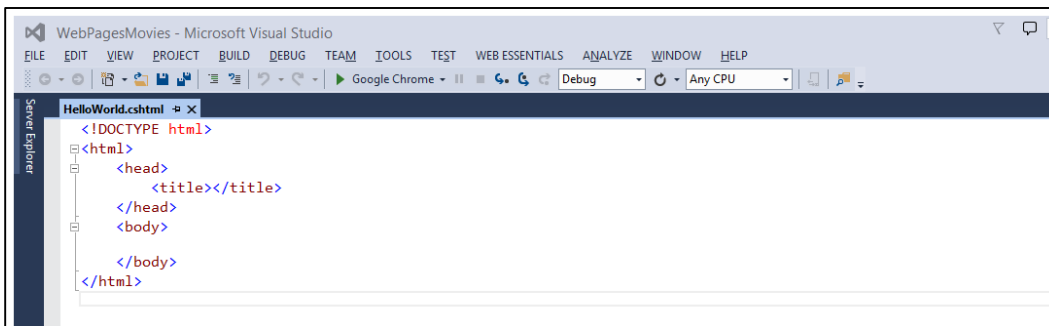 WebPagesMovies - Microsoft Visual Studio
FILE EDIT VIEW PROJECT BUILD DEBUG TEAM TOOLS TEST WEB ESSENTIALS ANALYZE WINDOW HELP
Google Chrome Debug Any CPU
Server Explorer
HelloWorld.cshtml
<!DOCTYPE html>
<html>
<head>
<title></title>
</head>
<body>
</body>
</html>